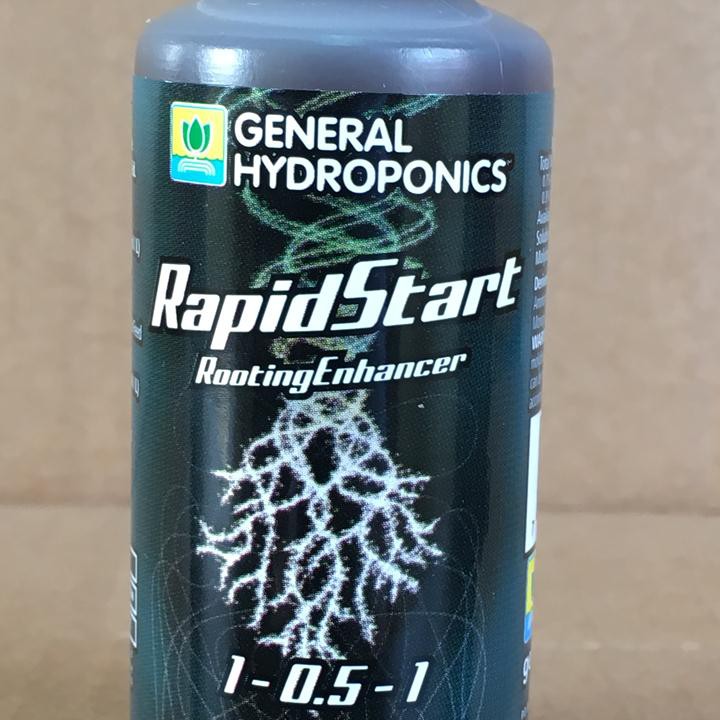 GENERAL
HYDROPONICS
RapidStart
RootingEnhancer
1-0.5-1